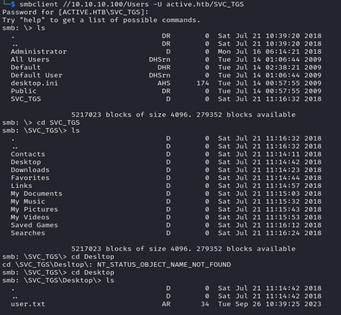 └─$ smbclient //10.10.10.100/Users -U active.htb/SVC_TGS
Password for [ACTIVE.HTB\SVC_TGS]:
Try "help" to get a list of possible commands.
smb: \> ls
. DR 0 Sat Jul 21 10:39:20 2018
.. DR 0 Sat Jul 21 10:39:20 2018
Administrator D 0 Mon Jul 16 06:14:21 2018
All Users DHSrn 0 Tue Jul 14 01:06:44 2009
Default DHR 0 Tue Jul 14 02:38:21 2009
Default User DHSrn 0 Tue Jul 14 01:06:44 2009
desktop.ini AHS 174 Tue Jul 14 00:57:55 2009
Public DR 0 Tue Jul 14 00:57:55 2009
SVC_TGS D 0 Sat Jul 21 11:16:32 2018
5217023 blocks of size 4096. 279352 blocks available
smb: \> cd SVC_TGS
smb: \SVC_TGS\> ls
. D 0 Sat Jul 21 11:16:32 2018
.. D 0 Sat Jul 21 11:16:32 2018
Contacts D 0 Sat Jul 21 11:14:11 2018
Desktop D 0 Sat Jul 21 11:14:42 2018
Downloads D 0 Sat Jul 21 11:14:23 2018
Favorites D 0 Sat Jul 21 11:14:44 2018
Links D 0 Sat Jul 21 11:14:57 2018
My Documents D 0 Sat Jul 21 11:15:03 2018
My Music D 0 Sat Jul 21 11:15:32 2018
My Pictures D 0 Sat Jul 21 11:15:43 2018
My Videos D 0 Sat Jul 21 11:15:53 2018
Saved Games D 0 Sat Jul 21 11:16:12 2018
Searches D 0 Sat Jul 21 11:16:24 2018
5217023 blocks of size 4096. 279352 blocks available
smb: \SVC_TGS\> cd Desltop
cd \SVC_TGS\Desltop\: NT_STATUS_OBJECT_NAME_NOT_FOUND
smb: \SVC_TGS\> cd Desktop
smb: \SVC_TGS\Desktop\> ls
. D 0 Sat Jul 21 11:14:42 2018
.. D 0 Sat Jul 21 11:14:42 2018
user.txt AR 34 Tue Sep 26 10:39:25 2023